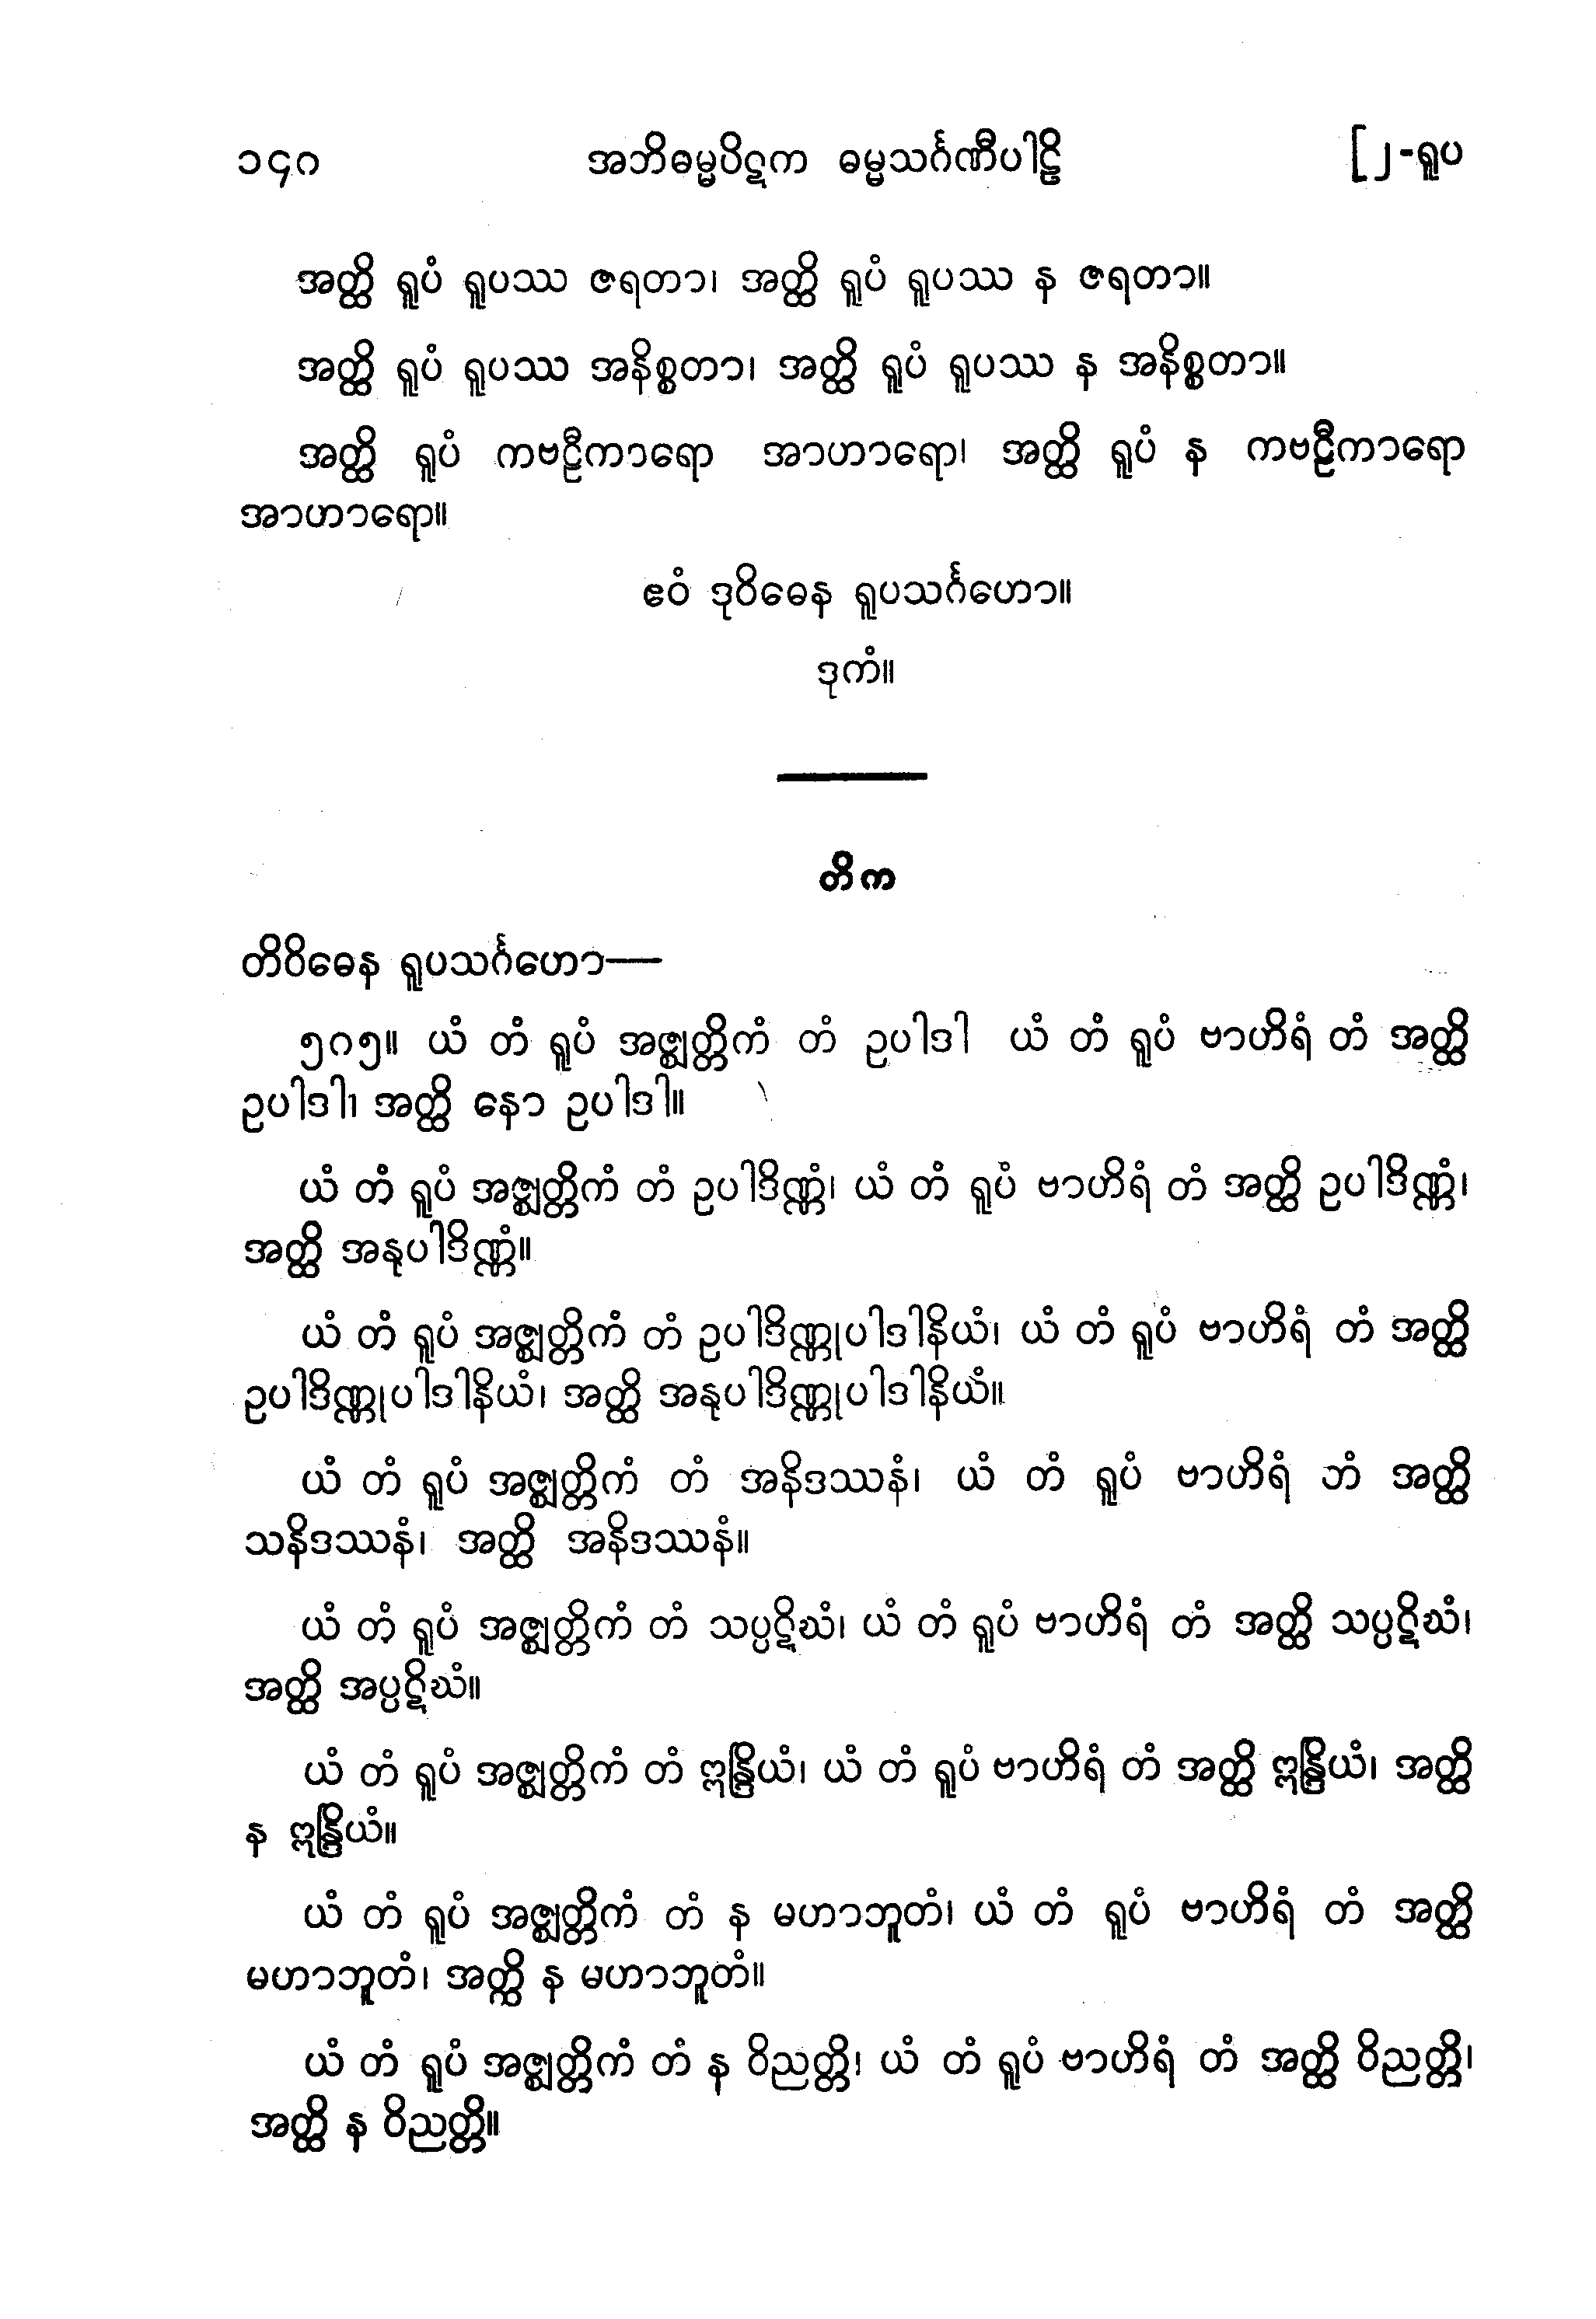 ၁၄ဂ အဘိဓမ္မပိဋက ဓမ္မသင်္ဂဏီပါဠိ [၂-ရူပ
အတ္ထိ ရူပံ ရူပဿ ဇရတာ၊ အတ္ထိ ရူပံ ရူပဿ န ဇရတာ။
အတ္ထိ ရူပံ ရူပဿ အနိစ္စတာ၊ အတ္ထိ ရူပံ ရူပဿ န အနိစ္စတာ။
အတ္ထိ ရူပံ ကဗဠီကာရော အာဟာရော၊ အတ္ထိ ရူပံ န ကဗဠီကာရော
အာဟာရော။
ဧဝံ ဒုဝိဓေန ရူပသင်္ဂဟော။
ဒုကံ။
တိက
တိဝိဓေန ရူပသင်္ဂဟော—
၅ဂ၅။ ယံ တံ ရူပံ အဇ္ဈတ္တိကံ တံ ဥပါဒါ ယံ တံ ရူပံ ဗာဟိရံ တံ အတ္ထိ
ဥပါဒါ၊ အတ္ထိ နော ဥပါဒါ။
ယံ တံ ရူပံ အဇ္ဈတ္တိကံ တံ ဥပါဒိဏ္ဏံ၊ ယံ တံ ရူပံ ဗာဟိရံ တံ အတ္ထိ ဥပါဒိဏ္ဏံ၊
အတ္ထိ အနုပါဒိဏ္ဏံ။
ယံ တံ ရူပံ အဇ္ဈတ္တိကံ တံ ဥပါဒိဏ္ဏုပါဒါနိယံ၊ ယံ တံ ရူပံ ဗာဟိရံ တံ အတ္ထိ
ဥပါဒိဏ္ဏုပါဒါနိယံ၊ အတ္ထိ အနုပါဒိဏ္ဏုပါဒါနိယံ။
ယံ တံ ရူပံ အဇ္ဈတ္တိကံ တံ အနိဒဿနံ၊ ယံ တံ ရူပံ ဗာဟိရံ တံ အတ္ထိ
သနိဒဿနံ၊ အတ္ထိ အနိဒဿနံ။
ယံ တံ ရူပံ အဇ္ဈတ္တိကံ တံ သပ္ပဋိဃံ၊ ယံ တံ ရူပံ ဗာဟိရံ တံ အတ္ထိ သပ္ပဋိဃံ၊
အတ္ထိ အပ္ပဋိဃံ။
ယံ တံ ရူပံ အဇ္ဈတ္တိကံ တံ ဣန္ဒြိယံ၊ ယံ တံ ရူပံ ဗာဟိရံ တံ အတ္ထိ ဣန္ဒြိယံ၊ အတ္ထိ
န ဣန္ဒြိယံ။
ယံ တံ ရူပံ အဇ္ဈတ္တိကံ တံ န မဟာဘူတံ၊ ယံ တံ ရူပံ ဗာဟိရံ တံ အတ္ထိ
မဟာဘူတံ၊ အတ္ထိ န မဟာဘူတံ။
ယံ တံ ရူပံ အဇ္ဈတ္တိကံ တံ န ဝိညတ္တိ၊ ယံ တံ ရူပံ ဗာဟိရံ တံ အတ္ထိ ဝိညတ္တိ၊
အတ္ထိ န ဝိညတ္တိ။